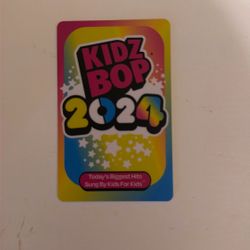 KIDZ
BOP
2024
Today's Biggest Hits
Sung By Kids For Kids